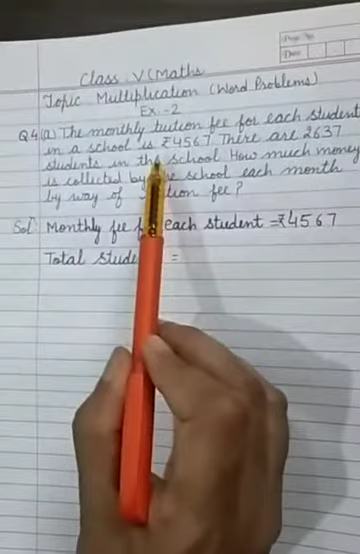 Page No.
Date
Class V (Maths
Topic Multiplication (Word Problems)
Ex - 2
Q4.(a) The monthly tution fee for each student
in a school is ₹4567 There are 2637
students in the school How much money
is collected by school each month
by way of fee?
Sol Monthly fee each student = ₹4567
Total =